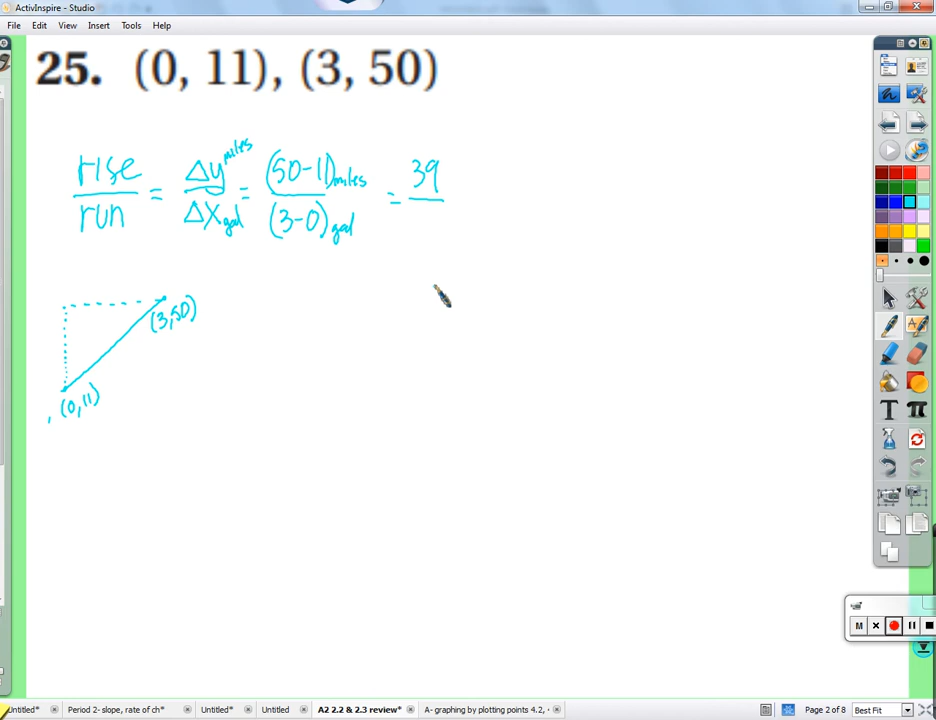 ActivInspire - Studio
File Edit View Insert Tools Help
25. (0, 11), (3, 50)
rise/run = Δy miles/ΔX gal = (50-11) miles/(3-0) gal = 39
(3,50)
(0,11)
M
Untitled* Period 2- slope, rate of ch* Untitled* Untitled A2 2.2 & 2.3 review* A- graphing by plotting points 4.2, Page 2 of 8 Best Fit